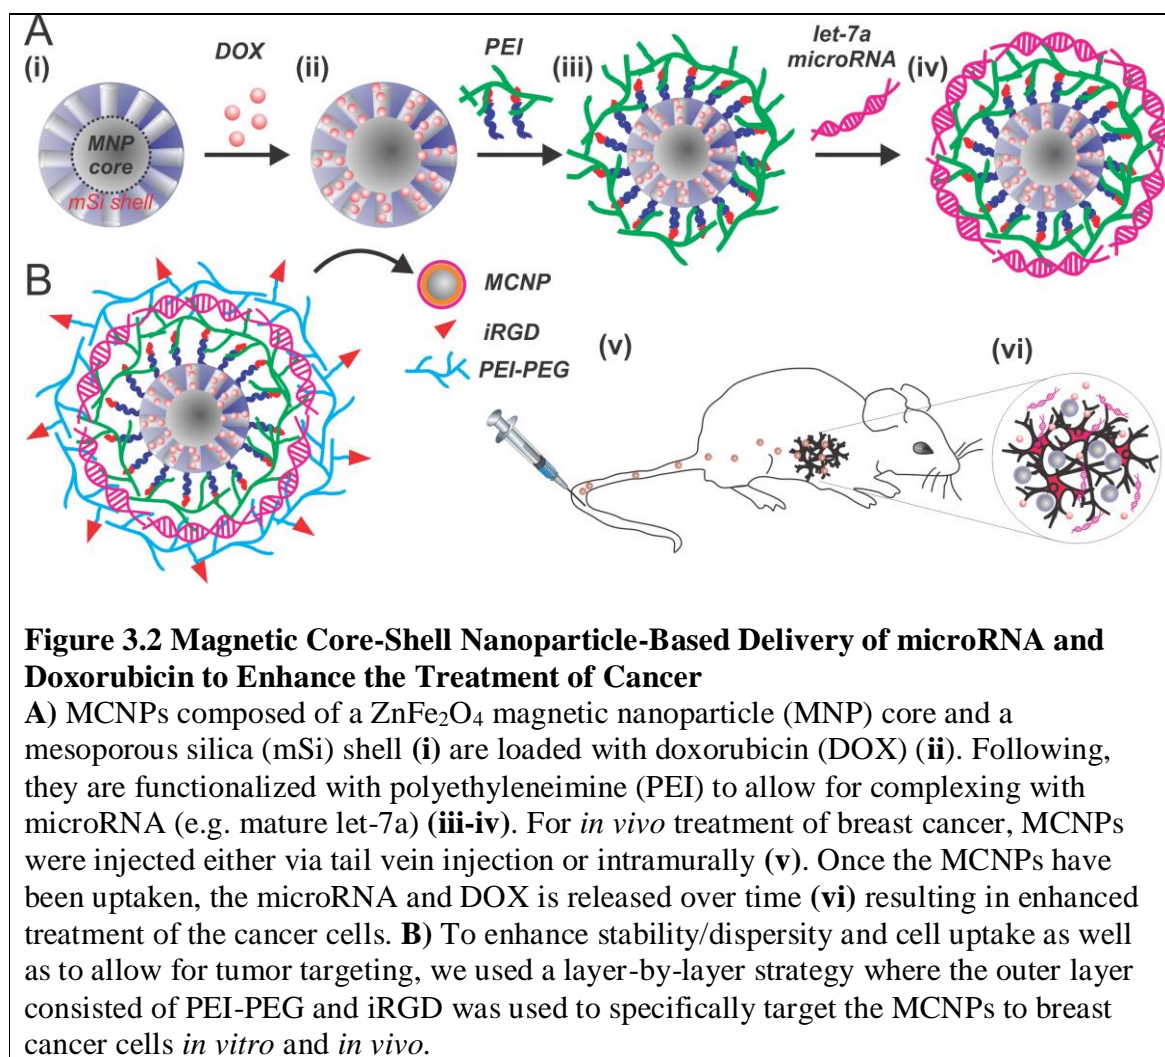 A
(i)
DOX
(ii)
PEI
(iii)
let-7a
microRNA
(iv)
MNP
core
mSi shell
B
MCNP
iRGD
PEI-PEG
(v)
(vi)
Figure 3.2 Magnetic Core-Shell Nanoparticle-Based Delivery of microRNA and
Doxorubicin to Enhance the Treatment of Cancer
A) MCNPs composed of a ZnFe₂O₄ magnetic nanoparticle (MNP) core and a
mesoporous silica (mSi) shell (i) are loaded with doxorubicin (DOX) (ii). Following,
they are functionalized with polyethyleneimine (PEI) to allow for complexing with
microRNA (e.g. mature let-7a) (iii-iv). For in vivo treatment of breast cancer, MCNPs
were injected either via tail vein injection or intramurally (v). Once the MCNPs have
been uptaken, the microRNA and DOX is released over time (vi) resulting in enhanced
treatment of the cancer cells. B) To enhance stability/dispersity and cell uptake as well
as to allow for tumor targeting, we used a layer-by-layer strategy where the outer layer
consisted of PEI-PEG and iRGD was used to specifically target the MCNPs to breast
cancer cells in vitro and in vivo.